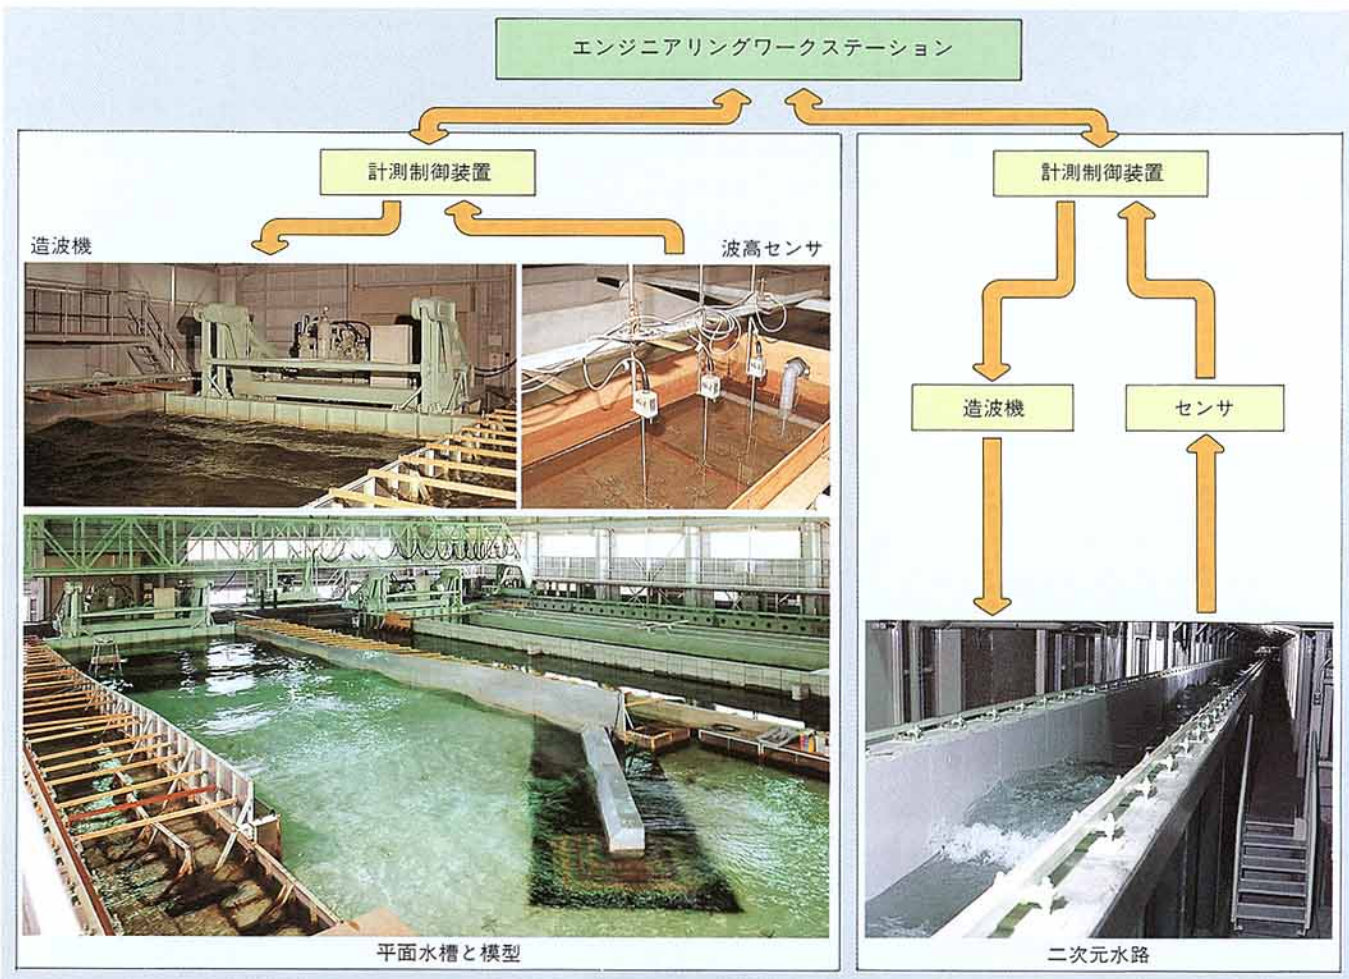 エンジニアリングワークステーション
計測制御装置
造波機
波高センサ
平面水槽と模型
計測制御装置
造波機
センサ
二次元水路